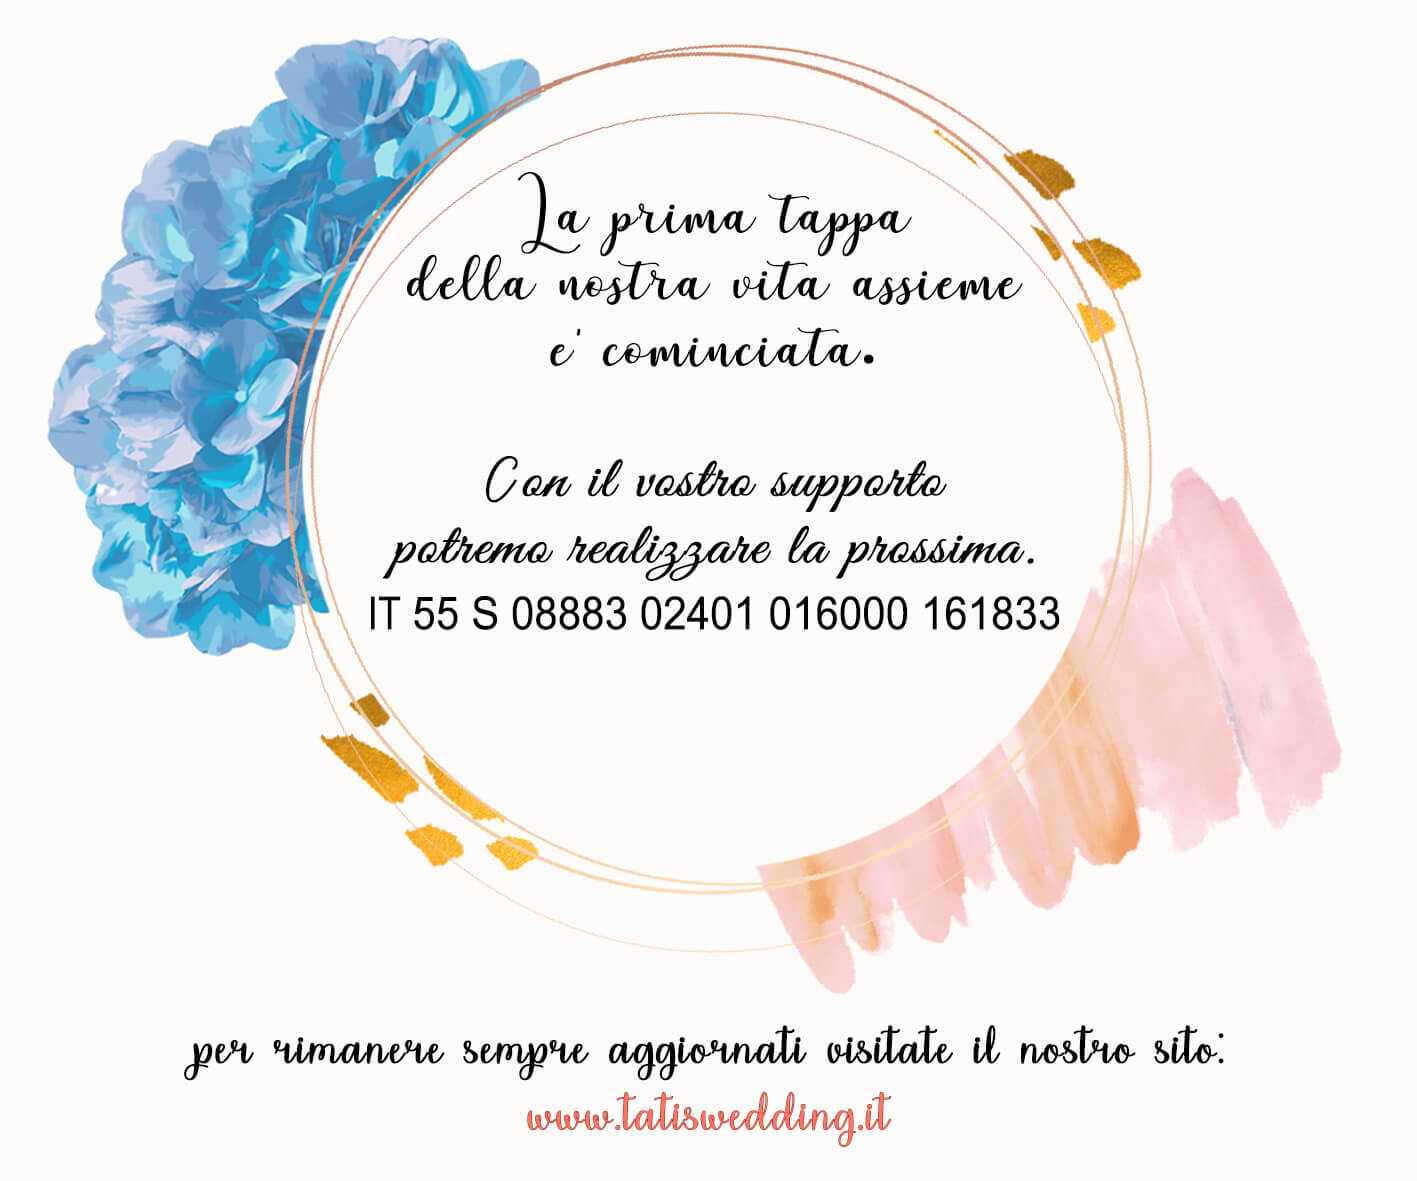 La prima tappa
della nostra vita assieme
e' cominciata.
Con il vostro supporto
potremo realizzare la prossima.
IT 55 S 08883 02401 016000 161833
per rimanere sempre aggiornati visitate il nostro sito:
www.tatiswedding.it